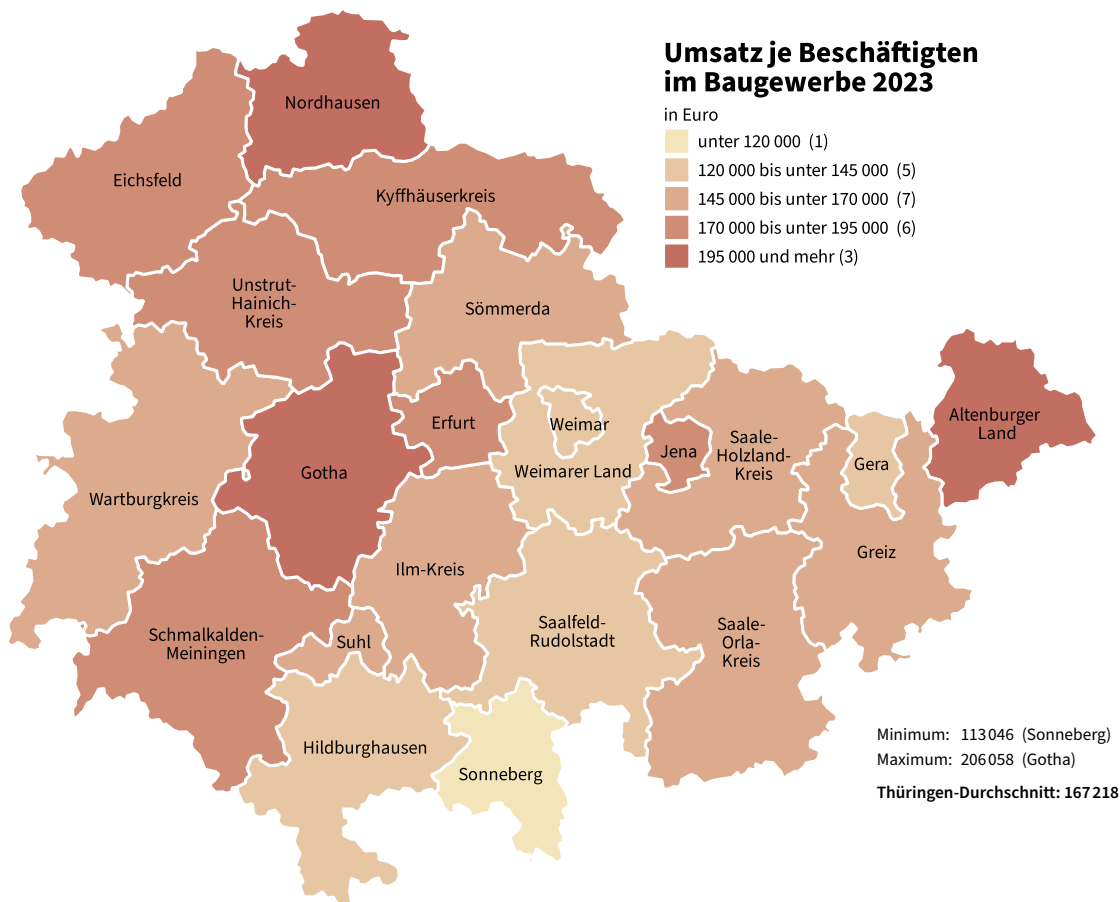 Umsatz je Beschäftigten
im Baugewerbe 2023
in Euro
unter 120 000 (1)
120 000 bis unter 145 000 (5)
145 000 bis unter 170 000 (7)
170 000 bis unter 195 000 (6)
195 000 und mehr (3)
Nordhausen
Eichsfeld
Kyffhäuserkreis
Unstrut-
Hainich-
Kreis
Sömmerda
Altenburger
Land
Erfurt
Weimar
Jena
Saale-
Holzland-
Kreis
Gera
Gotha
Weimarer Land
Wartburgkreis
Greiz
Ilm-Kreis
Saalfeld-
Rudolstadt
Saale-
Orla-
Kreis
Schmalkalden-
Meiningen
Suhl
Hildburghausen
Sonneberg
Minimum: 113 046 (Sonneberg)
Maximum: 206 058 (Gotha)
Thüringen-Durchschnitt: 167 218